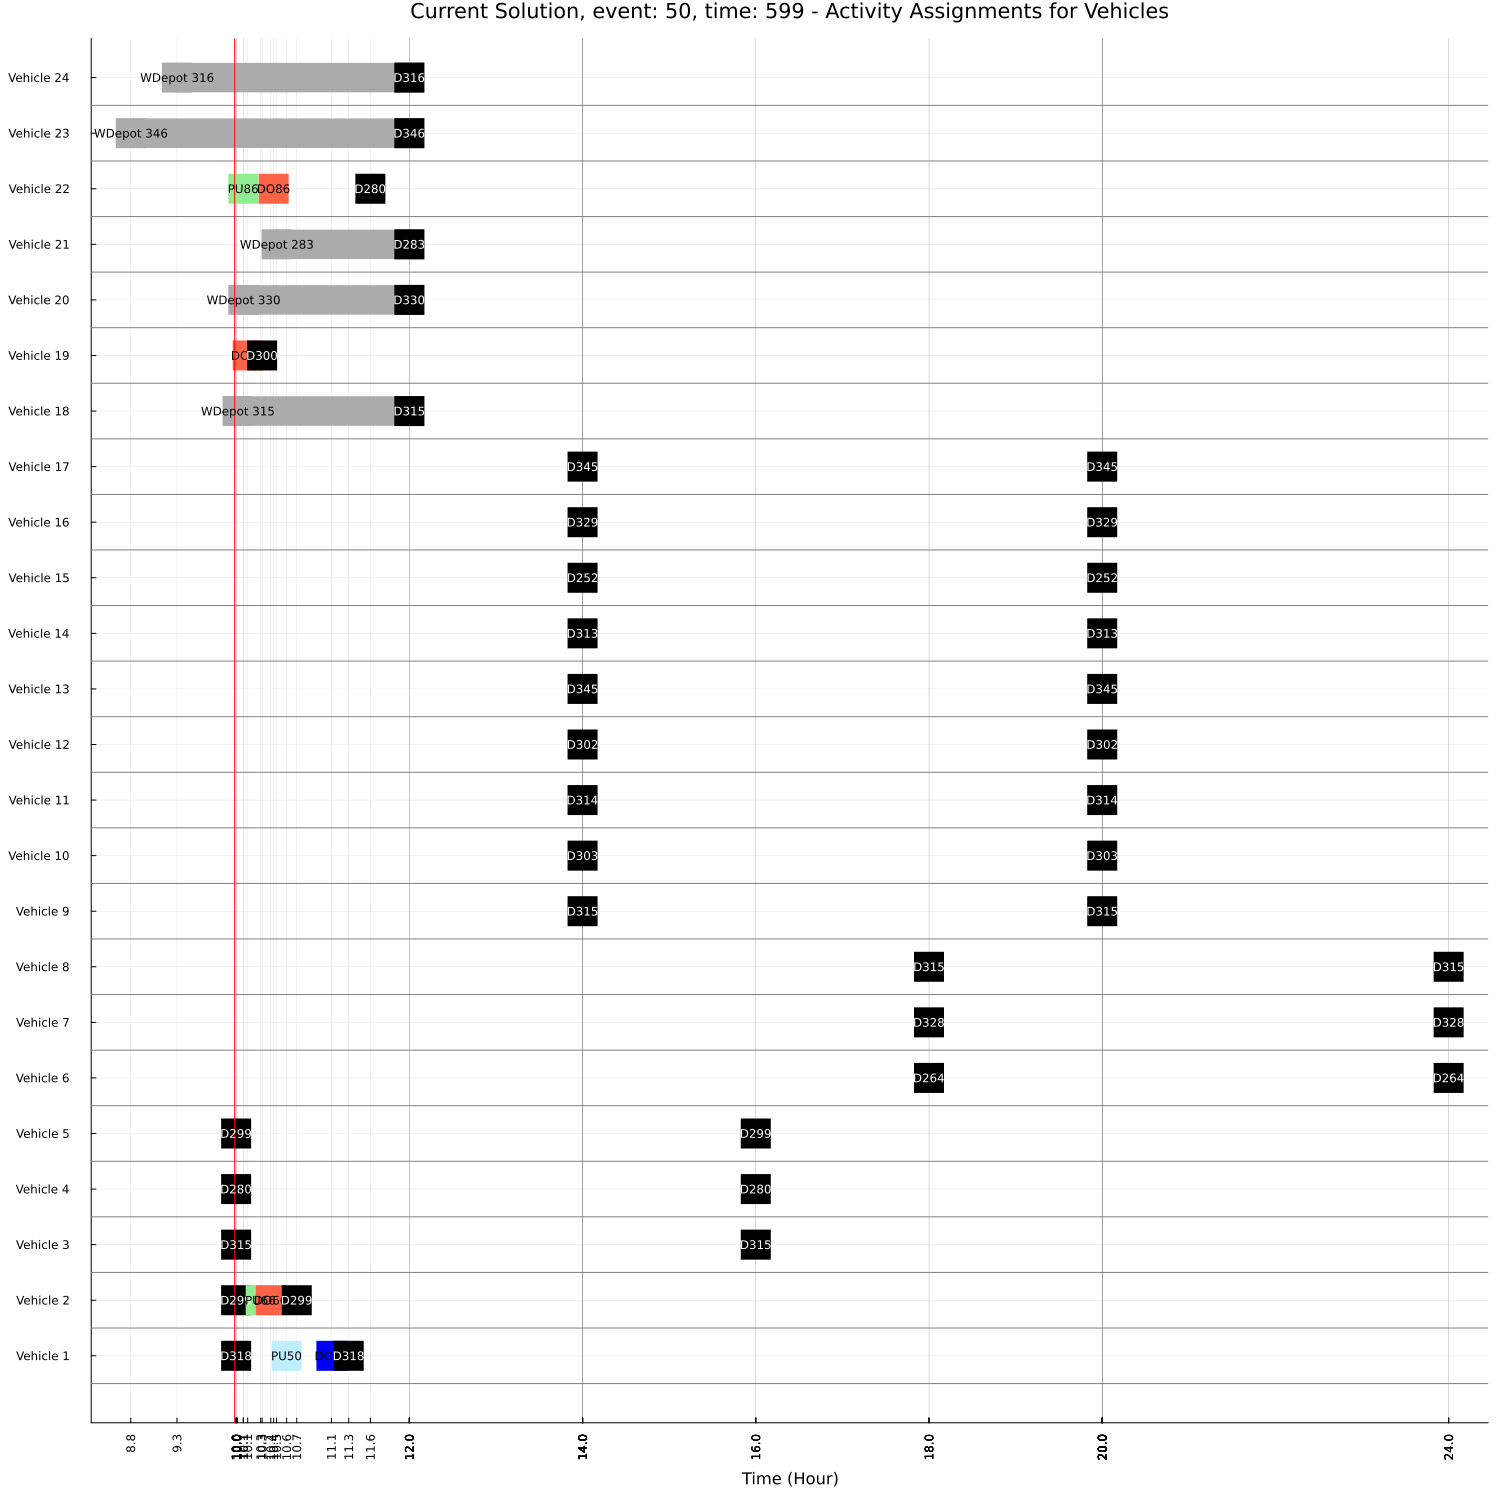 Current Solution, event: 50, time: 599 - Activity Assignments for Vehicles
Vehicle 24 WDepot 316 D316
Vehicle 23 WDepot 346 D346
Vehicle 22 PU86 DO86 D280
Vehicle 21 WDepot 283 D283
Vehicle 20 WDepot 330 D330
Vehicle 19 D300
Vehicle 18 WDepot 315 D315
Vehicle 17 D345 D345
Vehicle 16 D329 D329
Vehicle 15 D252 D252
Vehicle 14 D313 D313
Vehicle 13 D345 D345
Vehicle 12 D302 D302
Vehicle 11 D314 D314
Vehicle 10 D303 D303
Vehicle 9 D315 D315
Vehicle 8 D315 D315
Vehicle 7 D328 D328
Vehicle 6 D264 D264
Vehicle 5 D299 D299
Vehicle 4 D280 D280
Vehicle 3 D315 D315
Vehicle 2 D299
Vehicle 1 D318 PU50 D318
8.8 9.3 10.6 10.7 11.1 11.3 11.6 12.0 14.0 16.0 18.0 20.0 24.0
Time (Hour)